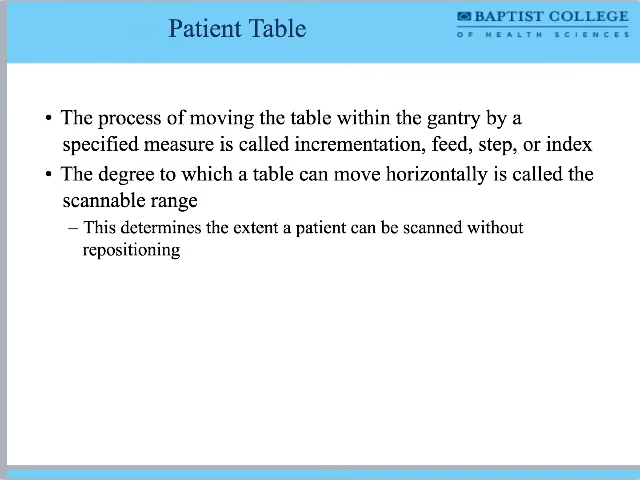 Patient Table
BAPTIST COLLEGE
OF HEALTH SCIENCES
• The process of moving the table within the gantry by a
specified measure is called incrementation, feed, step, or index
• The degree to which a table can move horizontally is called the
scannable range
– This determines the extent a patient can be scanned without
repositioning